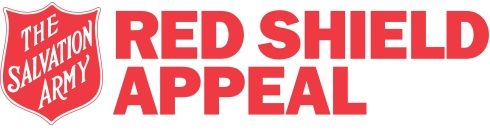 THE
SALVATION
ARMY
RED SHIELD
APPEAL